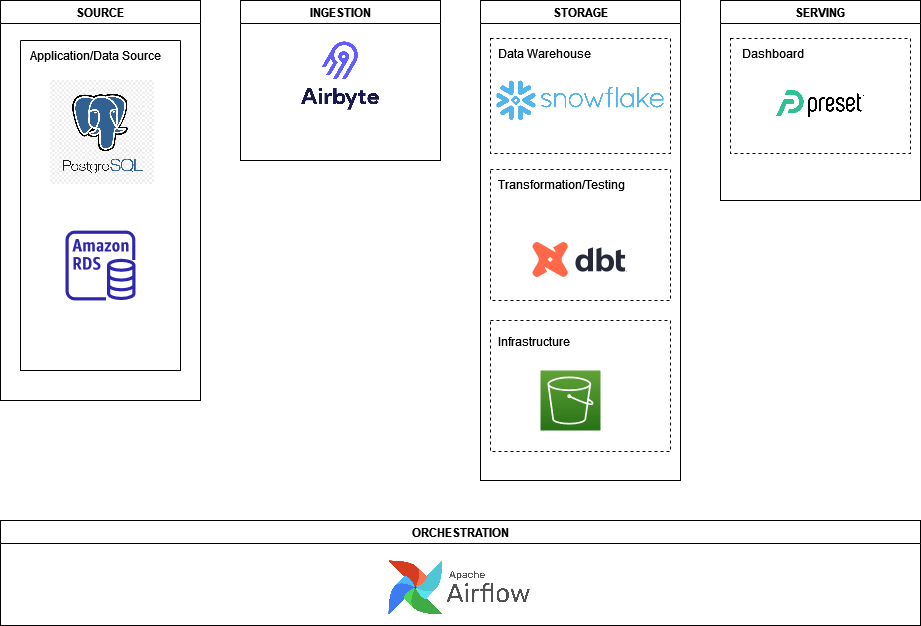 SOURCE
Application/Data Source
PostgreSQL
Amazon
RDS
INGESTION
Airbyte
STORAGE
Data Warehouse
snowflake
Transformation/Testing
dbt
Infrastructure
SERVING
Dashboard
preset
ORCHESTRATION
Apache
Airflow